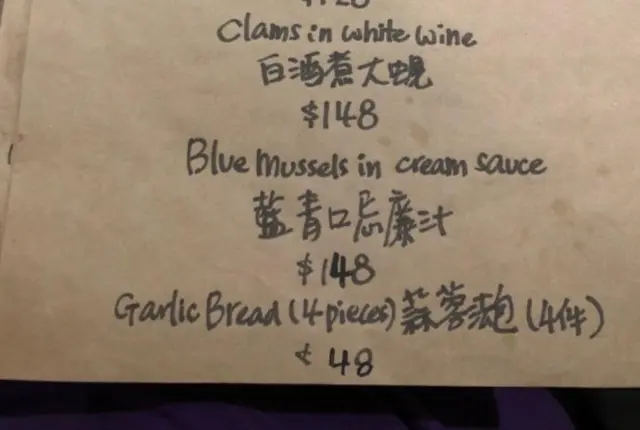 Clams in white wine
白酒煮大蜆
$148
Blue mussels in cream sauce
藍青口忌廉汁
$148
Garlic Bread (4 pieces) 蒜蓉法包 (4件)
$ 48